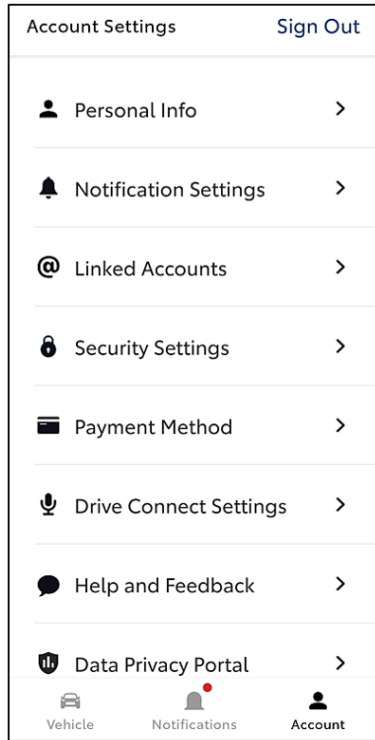 Account Settings Sign Out
Personal Info
Notification Settings
@ Linked Accounts
Security Settings
Payment Method
Drive Connect Settings
Help and Feedback
Data Privacy Portal
Vehicle Notifications Account